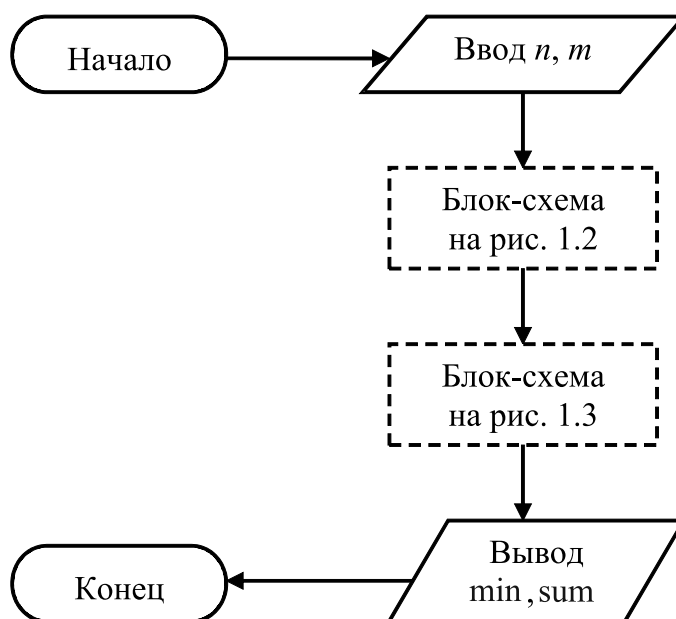 Начало
Ввод n, m
Блок-схема
на рис. 1.2
Блок-схема
на рис. 1.3
Вывод
min, sum
Конец